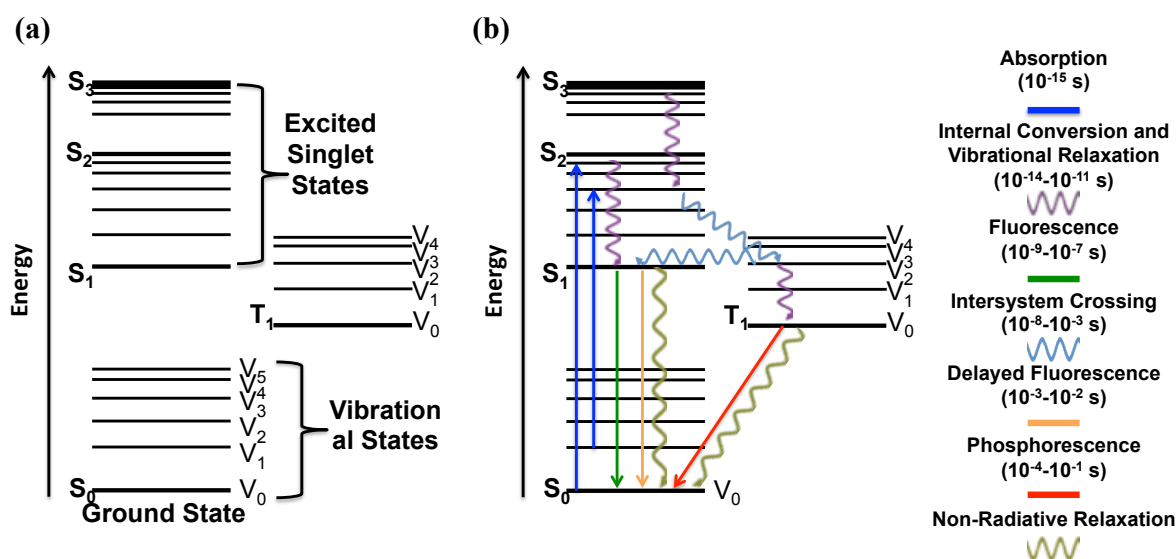 (a)
Energy
S3
S2
S1
S0
Excited
Singlet
States
V4
V3
V2
V1
T1
V0
V5
V4
V3
V2
V1
V0
Vibration
al States
Ground State
(b)
Energy
S3
S2
S1
S0
V4
V3
V2
V1
T1
V0
V0
Absorption
(10-15 s)
Internal Conversion and
Vibrational Relaxation
(10-14-10-11 s)
Fluorescence
(10-9-10-7 s)
Intersystem Crossing
(10-8-10-3 s)
Delayed Fluorescence
(10-3-10-2 s)
Phosphorescence
(10-4-10-1 s)
Non-Radiative Relaxation